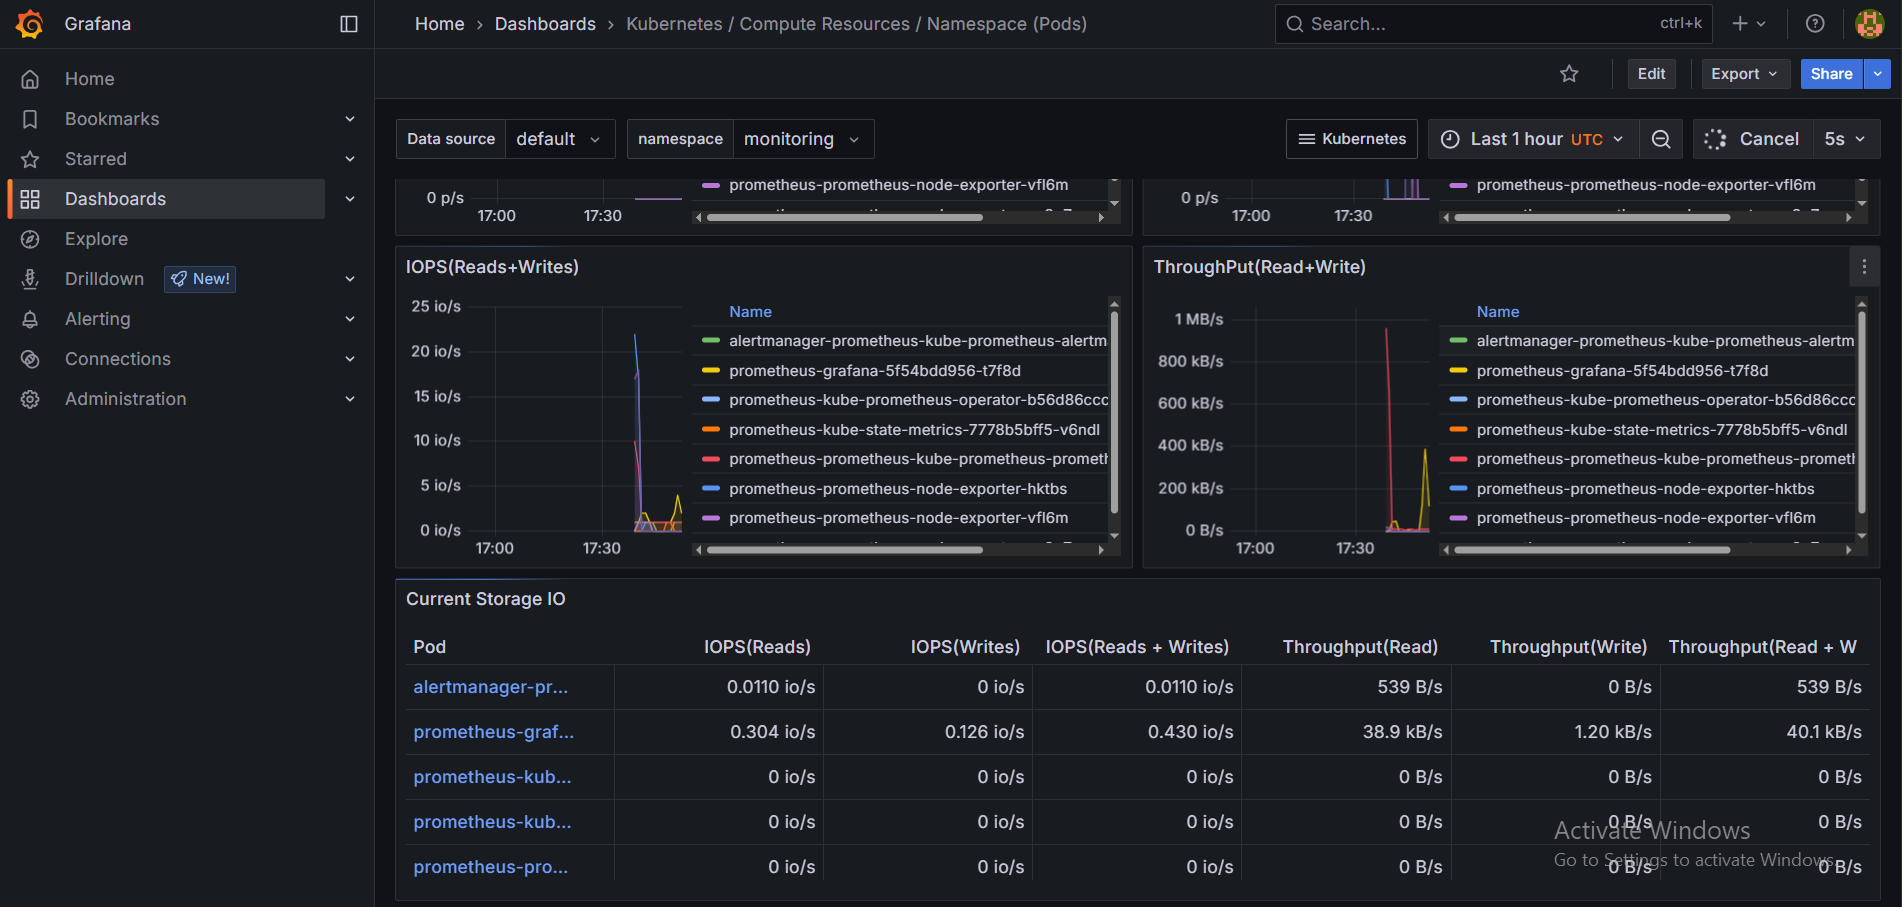 Grafana
Home › Dashboards › Kubernetes / Compute Resources / Namespace (Pods)
Search...
ctrl+k
Edit
Export
Share
Home
Bookmarks
Starred
Dashboards
Explore
Drilldown
New!
Alerting
Connections
Administration
Data source
default
namespace
monitoring
Kubernetes
Last 1 hour UTC
Cancel
5s
0 p/s
17:00
17:30
prometheus-prometheus-node-exporter-vfl6m
0 p/s
17:00
17:30
prometheus-prometheus-node-exporter-vfl6m
IOPS(Reads+Writes)
25 io/s
20 io/s
15 io/s
10 io/s
5 io/s
0 io/s
17:00
17:30
Name
alertmanager-prometheus-kube-prometheus-alertm
prometheus-grafana-5f54bdd956-t7f8d
prometheus-kube-prometheus-operator-b56d86ccc
prometheus-kube-state-metrics-7778b5bff5-v6ndl
prometheus-prometheus-kube-prometheus-prometh
prometheus-prometheus-node-exporter-hktbs
prometheus-prometheus-node-exporter-vfl6m
ThroughPut(Read+Write)
1 MB/s
800 kB/s
600 kB/s
400 kB/s
200 kB/s
0 B/s
17:00
17:30
Name
alertmanager-prometheus-kube-prometheus-alertm
prometheus-grafana-5f54bdd956-t7f8d
prometheus-kube-prometheus-operator-b56d86ccc
prometheus-kube-state-metrics-7778b5bff5-v6ndl
prometheus-prometheus-kube-prometheus-prometh
prometheus-prometheus-node-exporter-hktbs
prometheus-prometheus-node-exporter-vfl6m
Current Storage IO
Pod IOPS(Reads) IOPS(Writes) IOPS(Reads + Writes) Throughput(Read) Throughput(Write) Throughput(Read + W
alertmanager-pr... 0.0110 io/s 0 io/s 0.0110 io/s 539 B/s 0 B/s 539 B/s
prometheus-graf... 0.304 io/s 0.126 io/s 0.430 io/s 38.9 kB/s 1.20 kB/s 40.1 kB/s
prometheus-kub... 0 io/s 0 io/s 0 io/s 0 B/s 0 B/s 0 B/s
prometheus-kub... 0 io/s 0 io/s 0 io/s 0 B/s 0 B/s 0 B/s
prometheus-pro... 0 io/s 0 io/s 0 io/s 0 B/s 0 B/s 0 B/s
Activate Windows
Go to Settings to activate Windows.